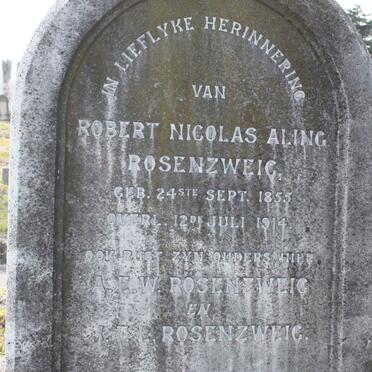 IN LIEFLYKE HERINNERING
VAN
ROBERT NICOLAS ALING
ROSENZWEIG,
GEB. 24STE SEPT. 1855
OVERL. 12DE JULI 1914.
OOK RUST ZYN OUDERS HIER
W. ROSENZWEIG
EN
ROSENZWEIG.